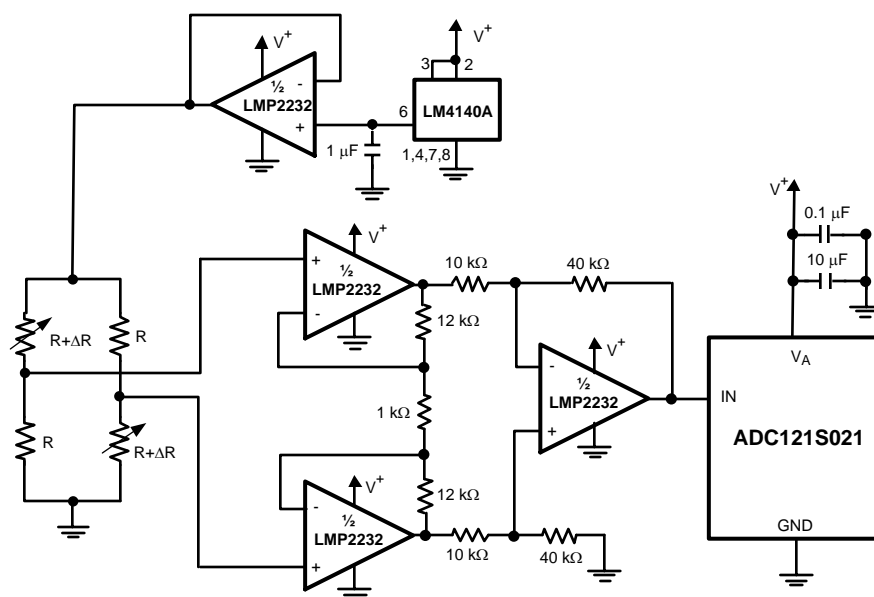 V+
V+
½
LMP2232
-
+
3
2
6
LM4140A
1 µF
1,4,7,8
V+
0.1 µF
10 µF
V+
+
½
LMP2232
-
10 kΩ
40 kΩ
12 kΩ
R+ΔR
R
V+
-
½
LMP2232
+
VA
IN
ADC121S021
GND
1 kΩ
R
R+ΔR
V+
-
½
LMP2232
+
12 kΩ
10 kΩ
40 kΩ